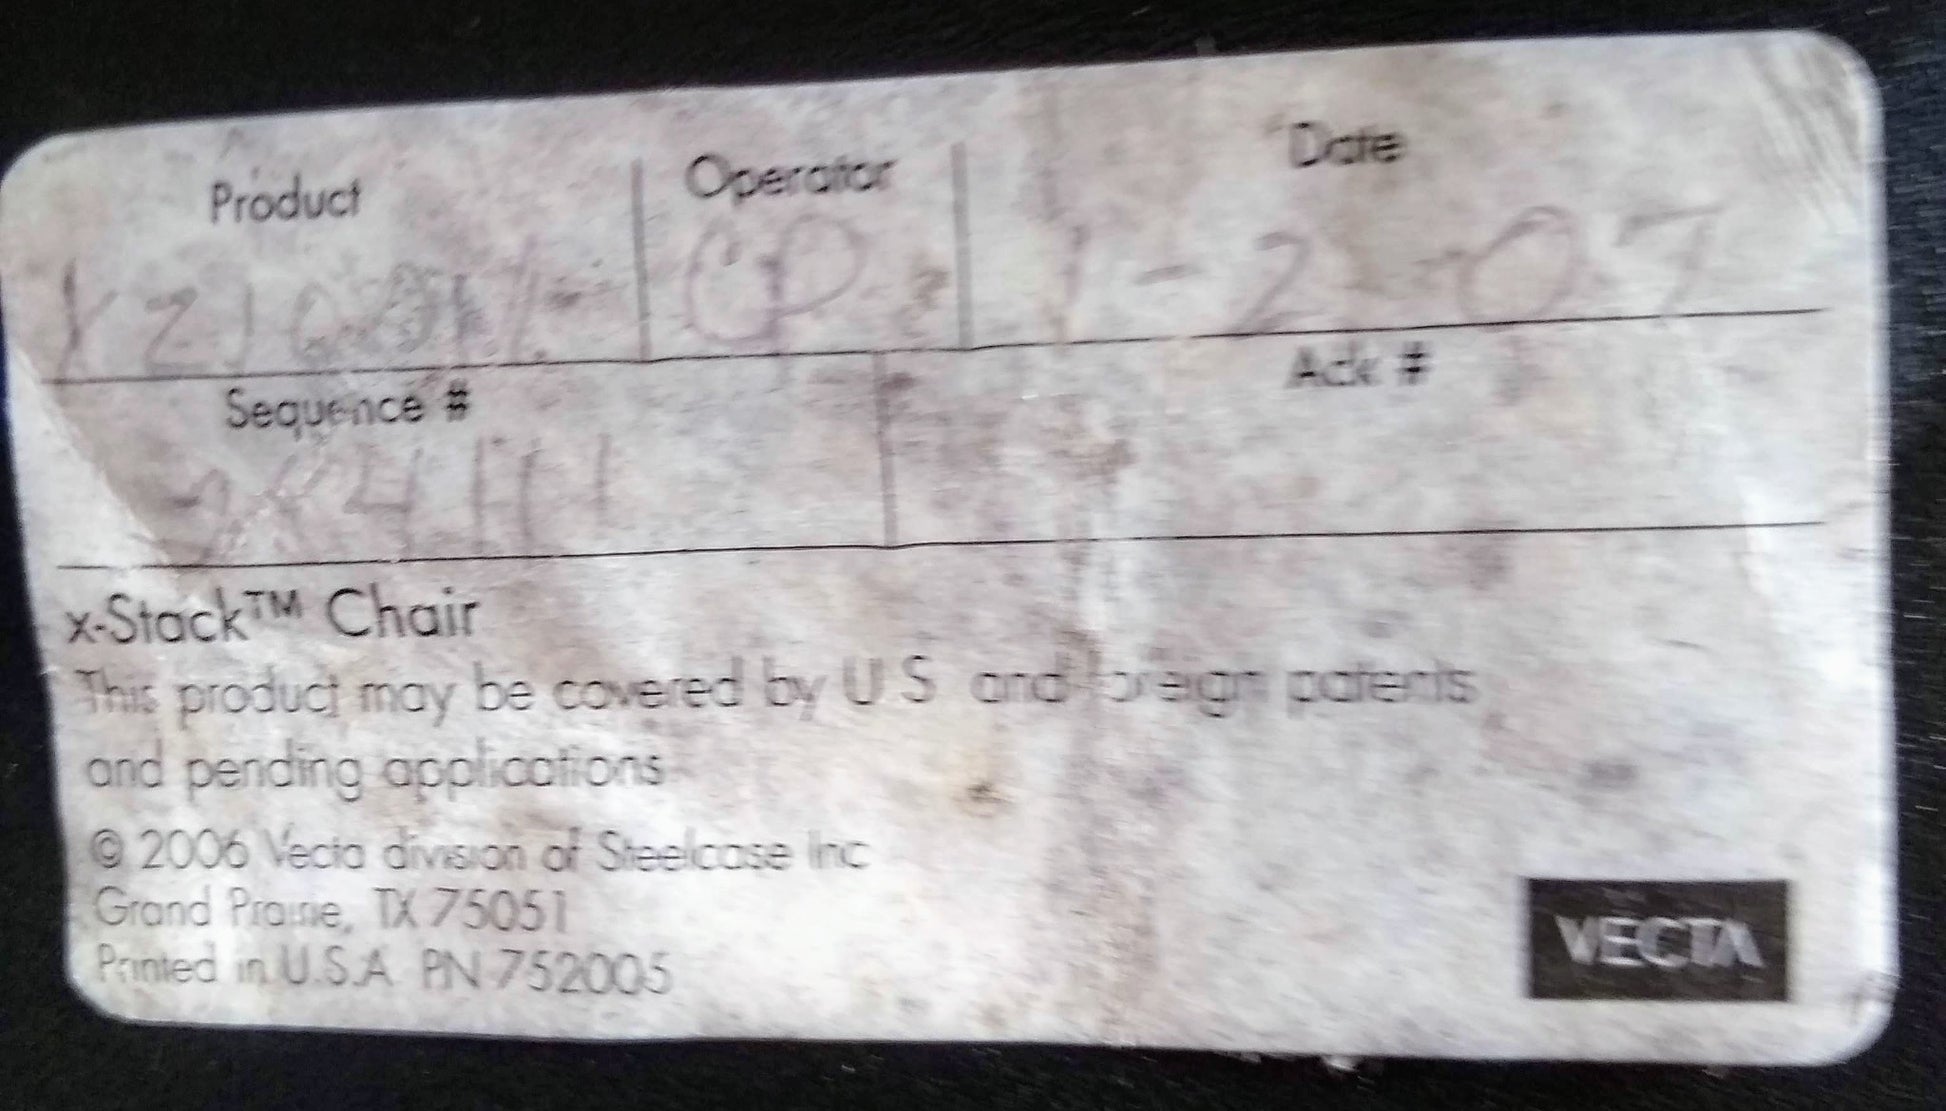 Product Operator Date
CP 1-2-07
Sequence # Ack #
x-Stack™ Chair
This product may be covered by U S and foreign patents
and pending applications
© 2006 Vecta division of Steelcase Inc
Grand Prairie, TX 75051
Printed in U.S.A PN 752005
VECTA